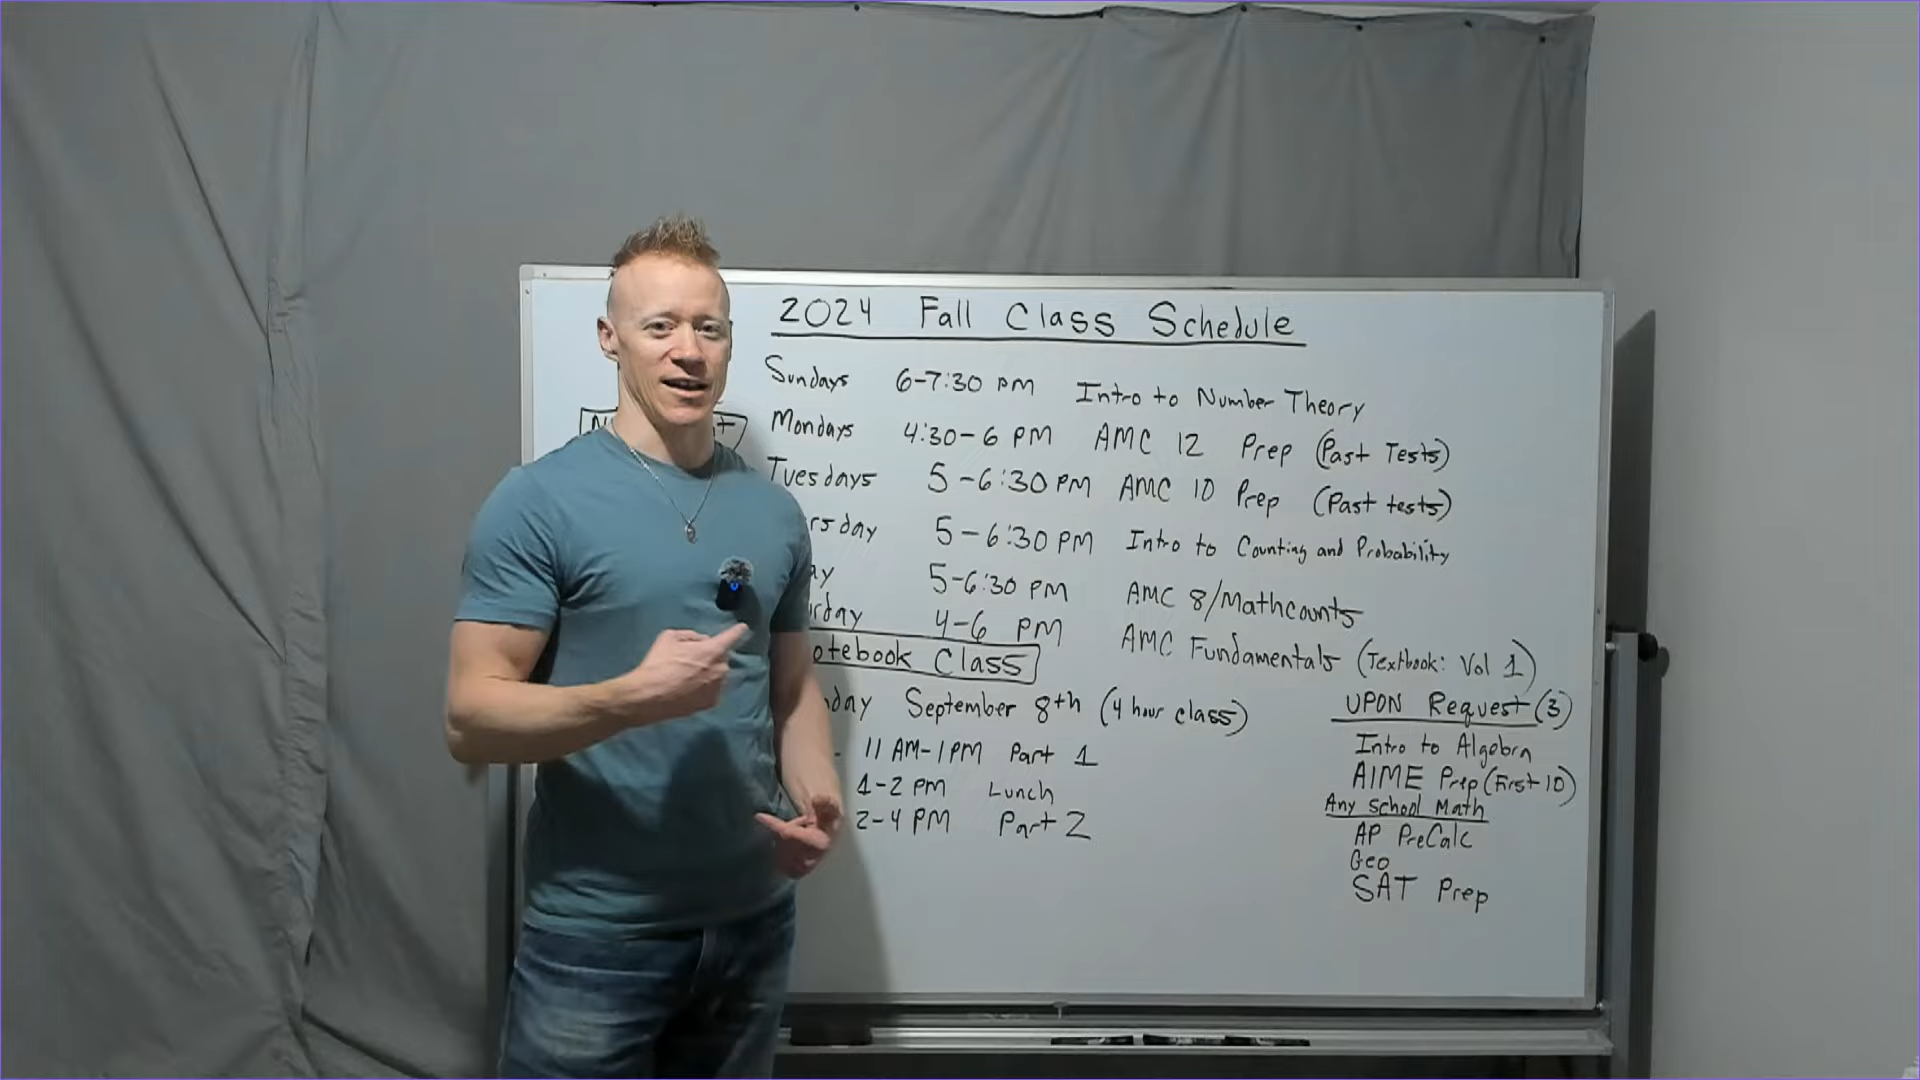 2024 Fall Class Schedule
Sundays 6-7:30 PM Intro to Number Theory
Mondays 4:30-6 PM AMC 12 Prep (Past Tests)
Tuesdays 5-6:30 PM AMC 10 Prep (Past tests)
rsday 5-6:30 PM Intro to Counting and Probability
ay 5-6:30 PM AMC 8/Mathcounts
rday 4-6 PM AMC Fundamentals (Textbook: Vol 1)
otebook Class
day September 8th (4 hour class)
11 AM-1 PM Part 1
1-2 PM Lunch
2-4 PM Part 2
UPON Request (3)
Intro to Algebra
AIME Prep (First 10)
Any School Math
AP PreCalc
Geo
SAT Prep